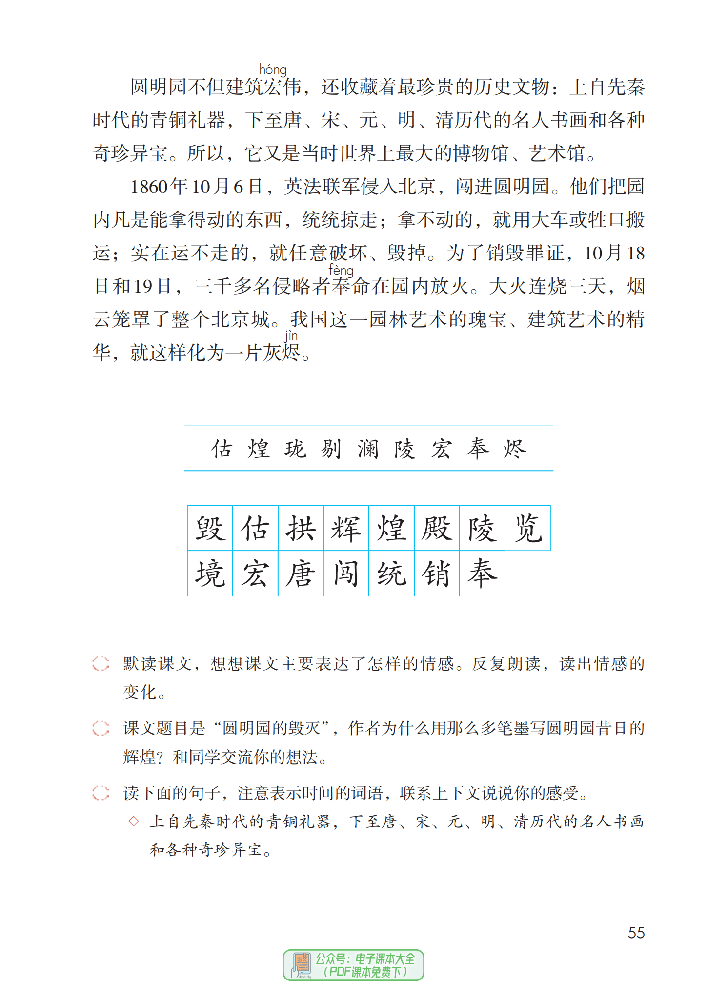 hóng
圆明园不但建筑宏伟，还收藏着最珍贵的历史文物：上自先秦
时代的青铜礼器，下至唐、宋、元、明、清历代的名人书画和各种
奇珍异宝。所以，它又是当时世界上最大的博物馆、艺术馆。
1860年10月6日，英法联军侵入北京，闯进圆明园。他们把园
内凡是能拿得动的东西，统统掠走；拿不动的，就用大车或牲口搬
运；实在运不走的，就任意破坏、毁掉。为了销毁罪证，10月18
fèng
日和19日，三千多名侵略者奉命在园内放火。大火连烧三天，烟
云笼罩了整个北京城。我国这一园林艺术的瑰宝、建筑艺术的精
jìn
华，就这样化为一片灰烬。
估 煌 珑 剔 澜 陵 宏 奉 烬
毁 估 拱 辉 煌 殿 陵 览
境 宏 唐 闯 统 销 奉
默读课文，想想课文主要表达了怎样的情感。反复朗读，读出情感的
变化。
课文题目是“圆明园的毁灭”，作者为什么用那么多笔墨写圆明园昔日的
辉煌？和同学交流你的想法。
读下面的句子，注意表示时间的词语，联系上下文说说你的感受。
◇ 上自先秦时代的青铜礼器，下至唐、宋、元、明、清历代的名人书画
和各种奇珍异宝。
55
语文
dzkbdq
公众号：电子课本大全
（PDF课本免费下）